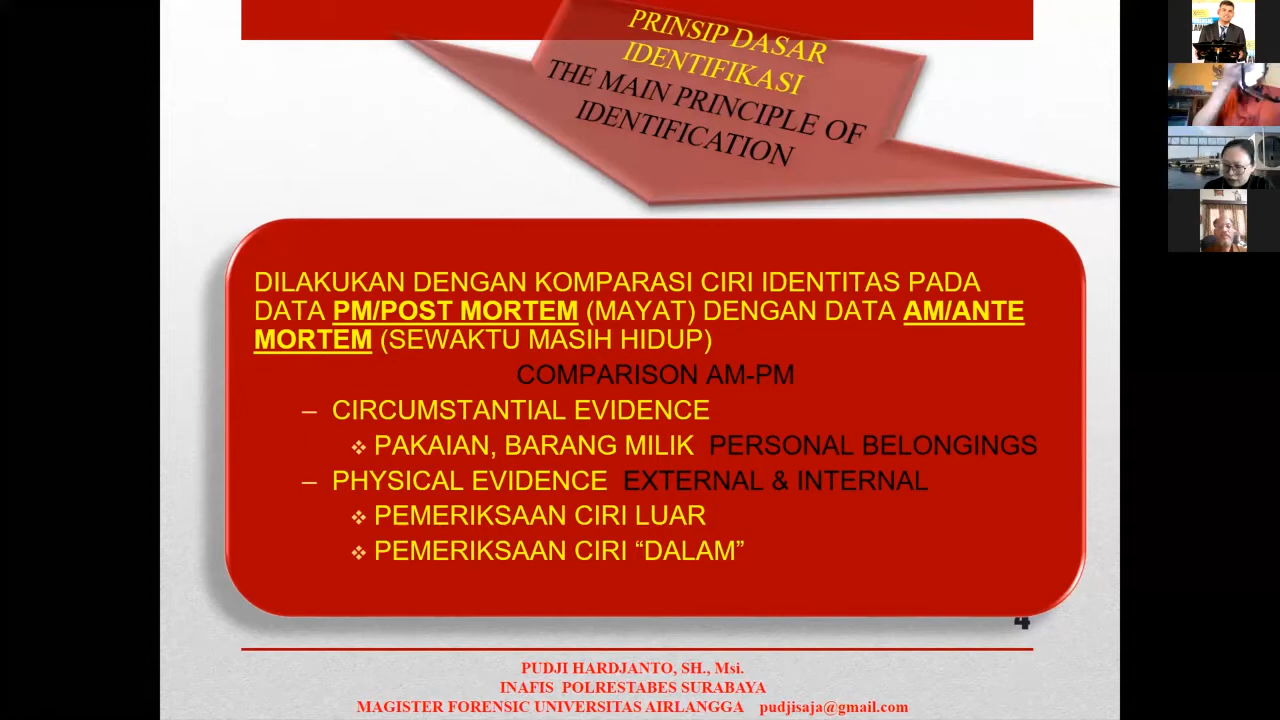 PRINSIP DASAR
IDENTIFIKASI
THE MAIN PRINCIPLE OF
IDENTIFICATION
DILAKUKAN DENGAN KOMPARASI CIRI IDENTITAS PADA
DATA PM/POST MORTEM (MAYAT) DENGAN DATA AM/ANTE
MORTEM (SEWAKTU MASIH HIDUP)
COMPARISON AM-PM
– CIRCUMSTANTIAL EVIDENCE
❖ PAKAIAN, BARANG MILIK PERSONAL BELONGINGS
– PHYSICAL EVIDENCE EXTERNAL & INTERNAL
❖ PEMERIKSAAN CIRI LUAR
❖ PEMERIKSAAN CIRI “DALAM”
4
PUDJI HARDJANTO, SH., Msi.
INAFIS POLRESTABES SURABAYA
MAGISTER FORENSIC UNIVERSITAS AIRLANGGA pudjisaja@gmail.com